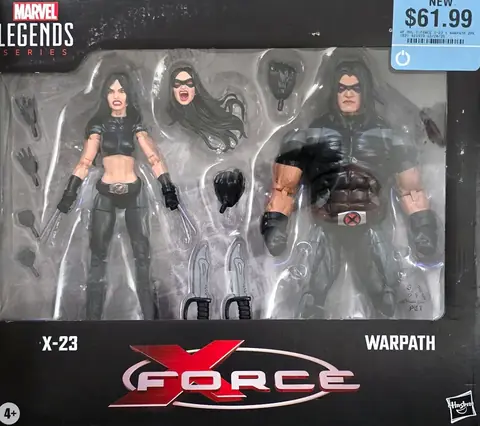 MARVEL
LEGENDS
SERIES
NEW
$61.99
X-23
WARPATH
X
FORCE
4+
Hasbro